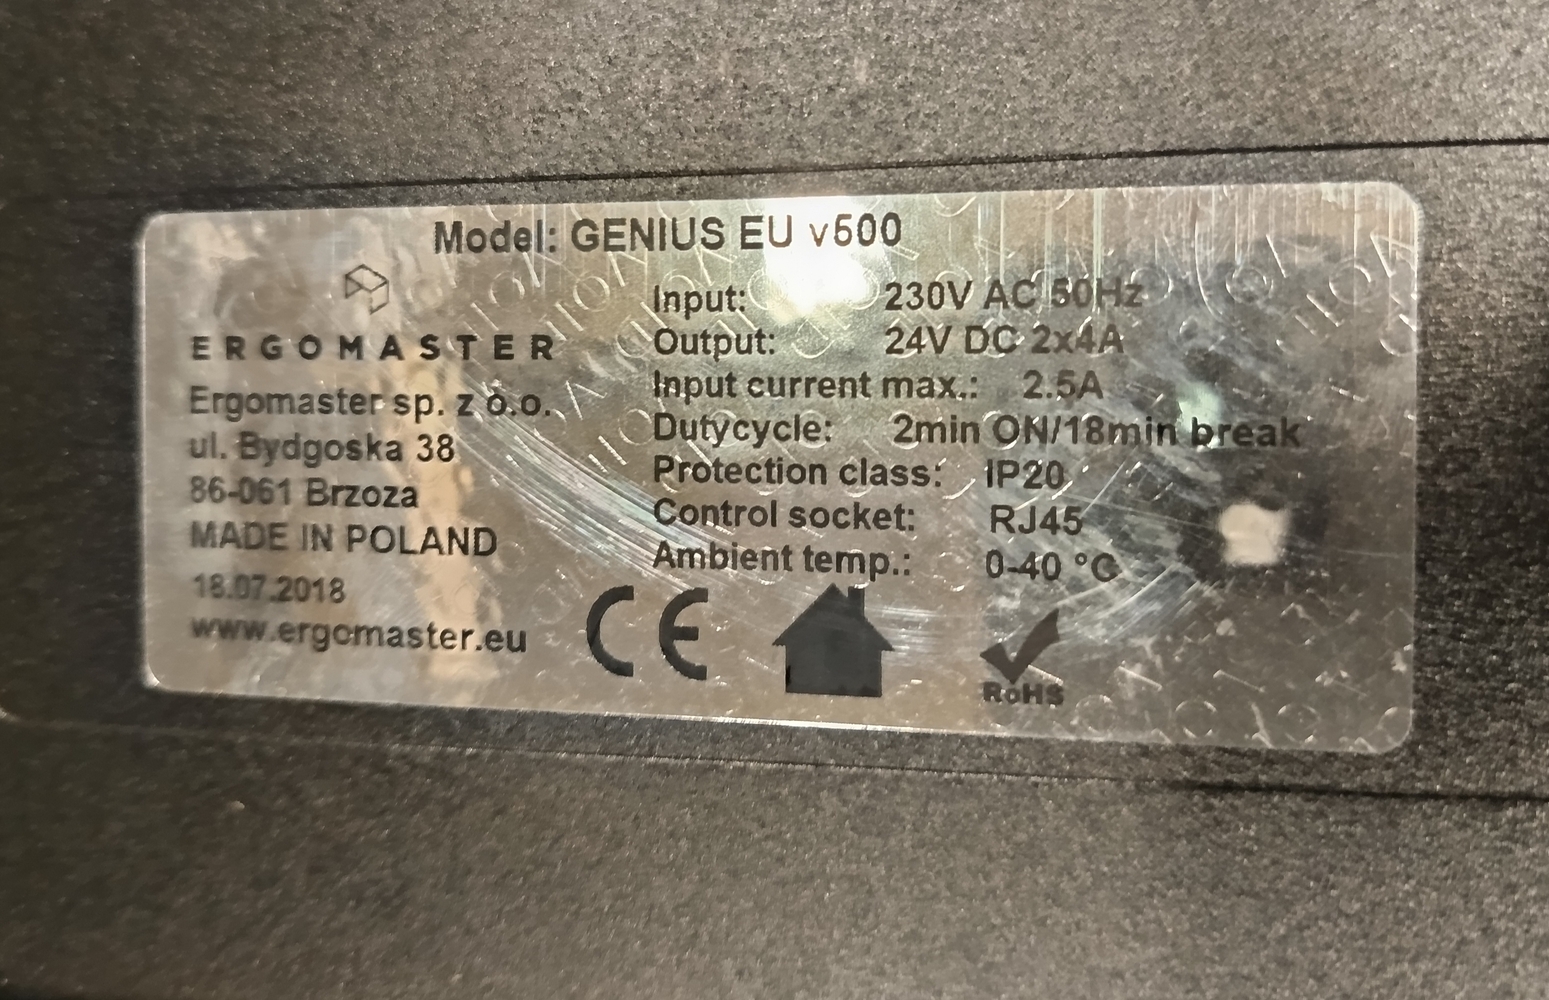 Model: GENIUS EU v600
ERGOMASTER
Ergomaster sp. z o.o.
ul. Bydgoska 38
86-061 Brzoza
MADE IN POLAND
18.07.2018
www.ergomaster.eu
Input: 230V AC 50Hz
Output: 24V DC 2x4A
Input current max.: 2.5A
Dutycycle: 2min ON/18min break
Protection class: IP20
Control socket: RJ45
Ambient temp.: 0-40 °C
CE
RoHS